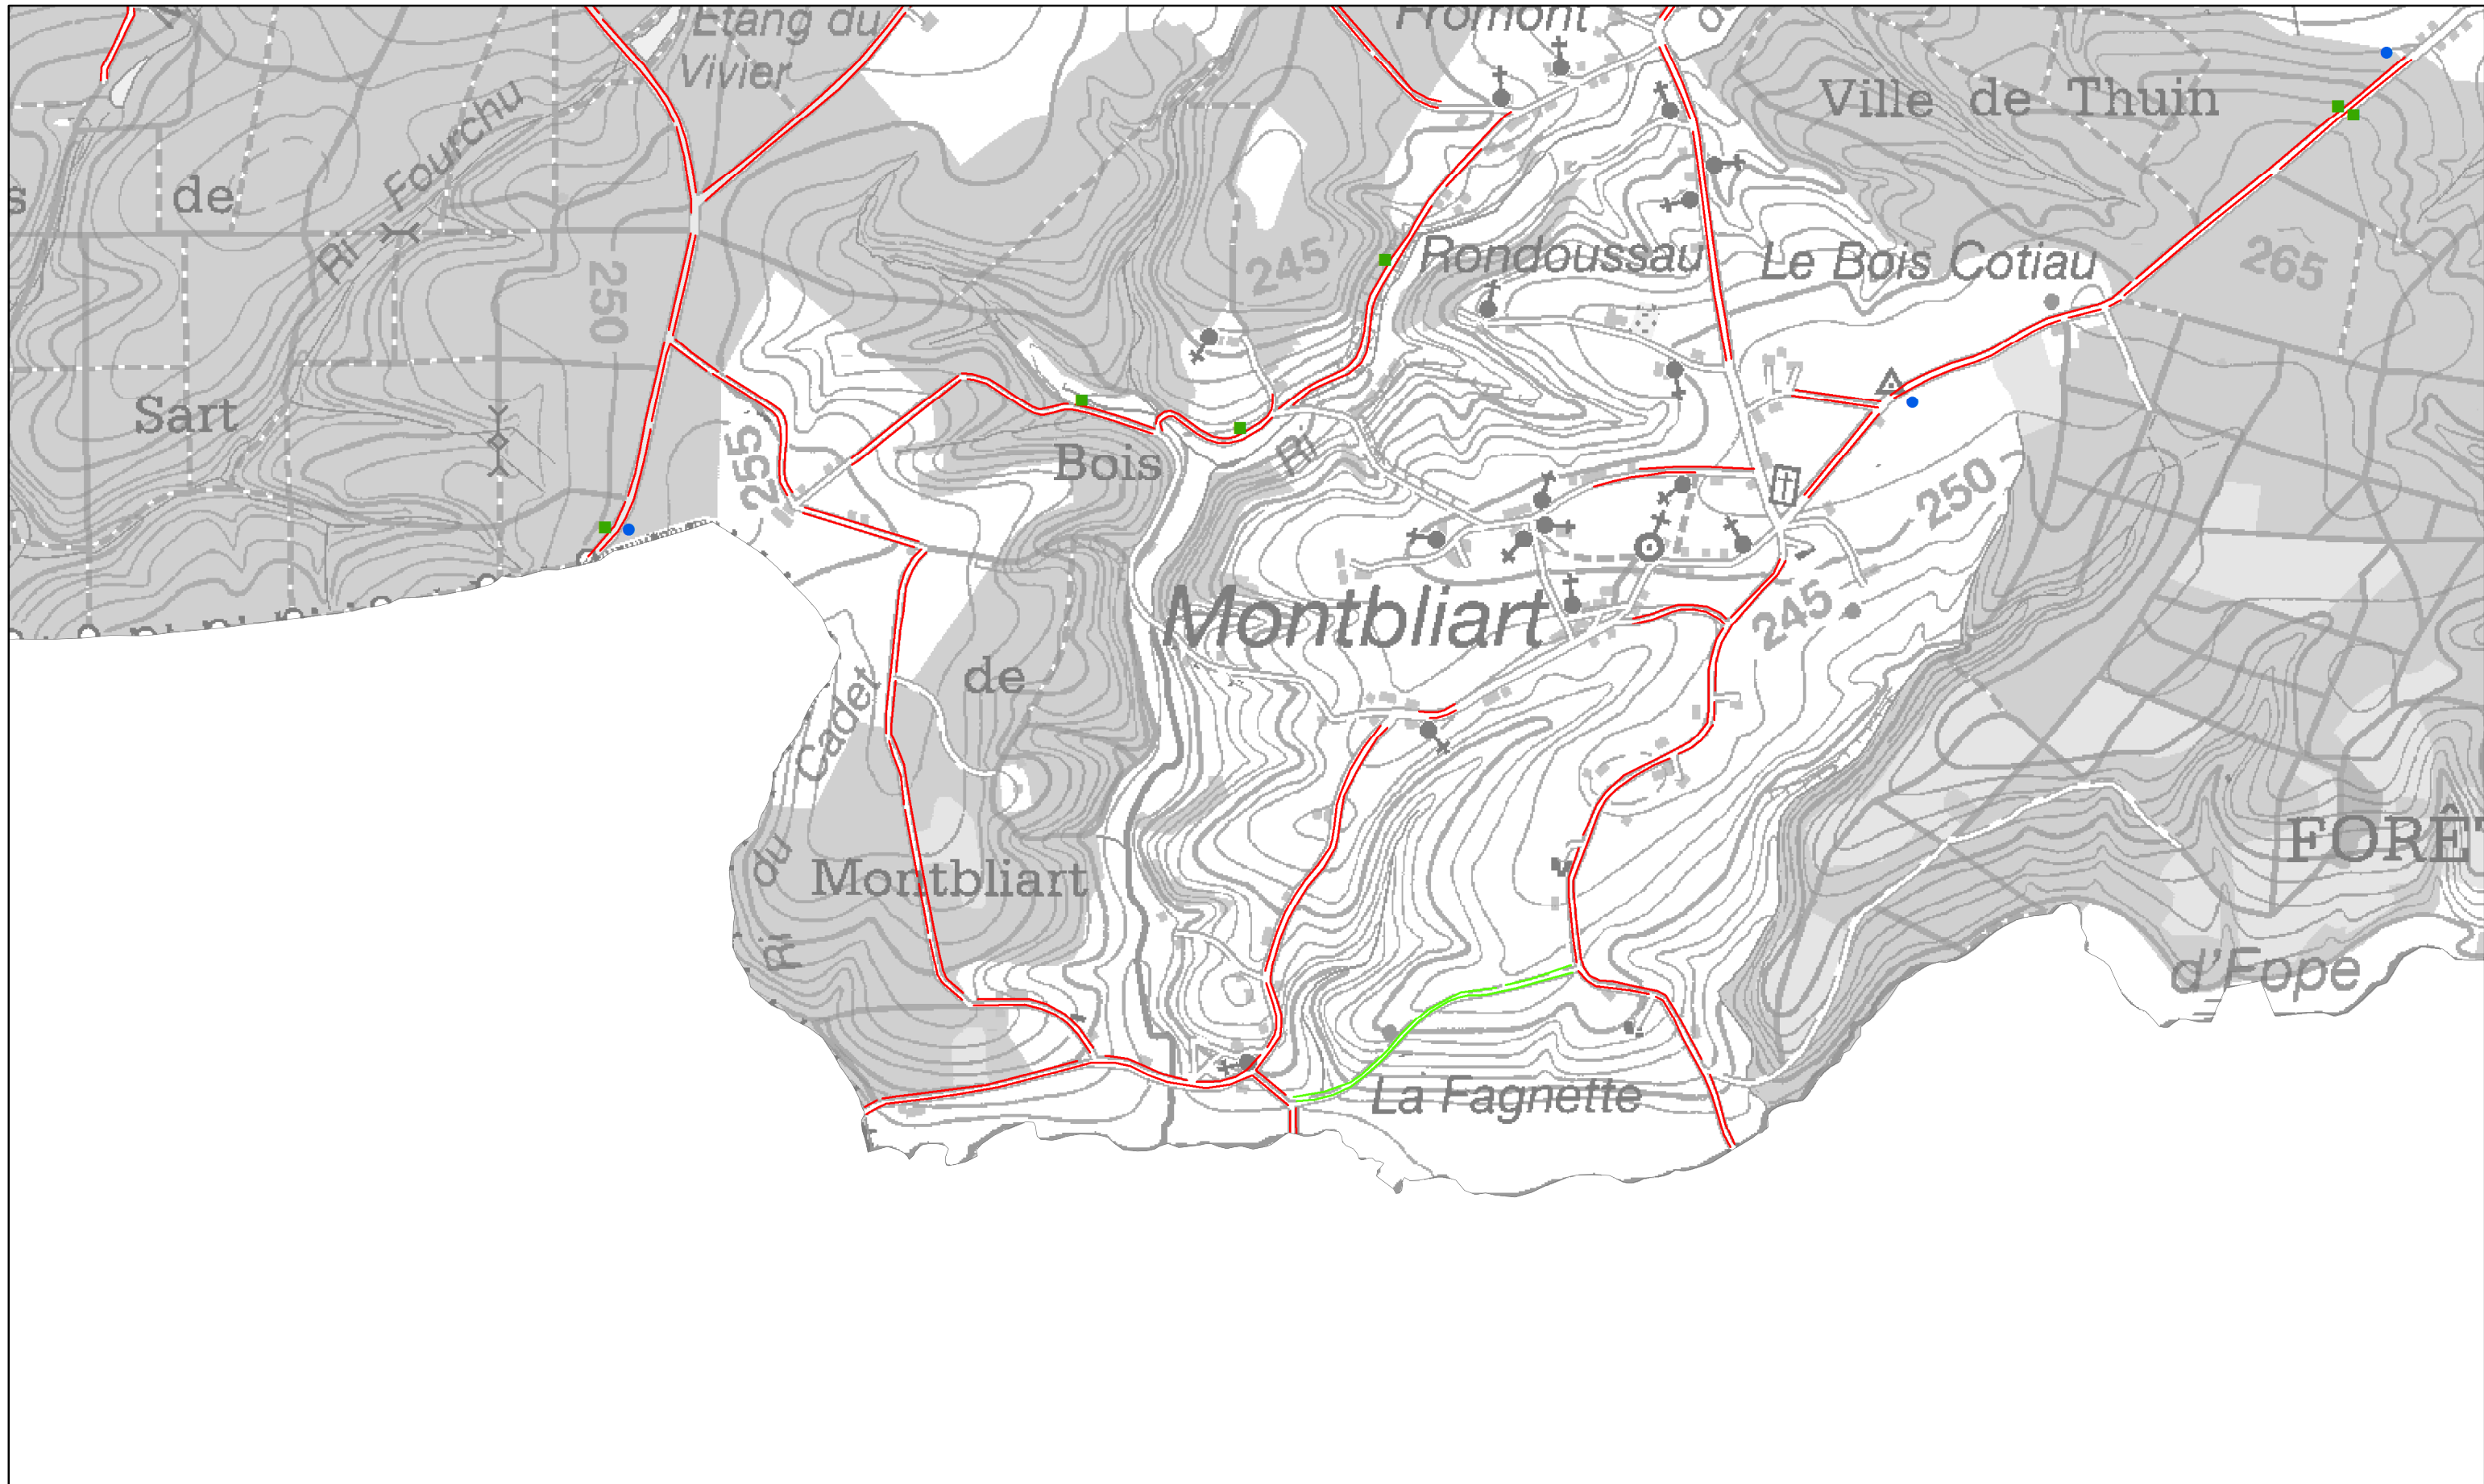 Etang du
Vivier
Fromont
Ville de Thuin
Fourchu
Ri
s de
250
245
Rondoussau
Le Bois Cotiau
265
Sart
255
Bois
Ri
250
Montbliart
245
de
Cadet
du
Ri
Montbliart
FORÊT
d'Fope
La Fagnette